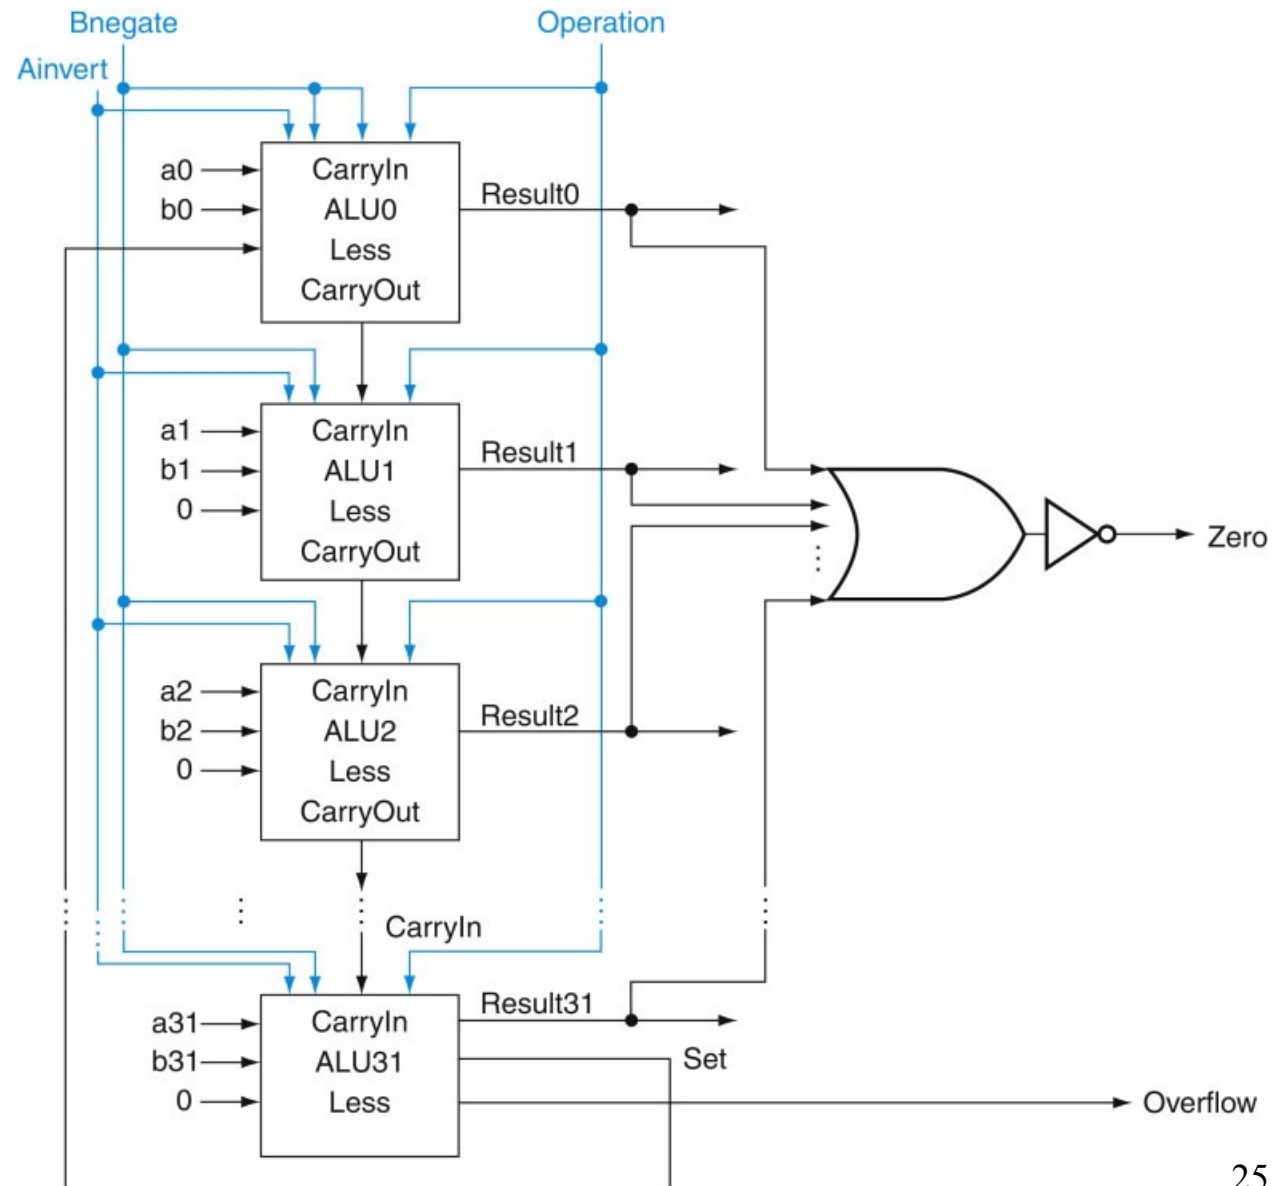 Bnegate
Operation
Ainvert
a0
CarryIn
b0
ALU0
Result0
Less
CarryOut
a1
CarryIn
b1
ALU1
Result1
0
Less
CarryOut
Zero
a2
CarryIn
b2
ALU2
Result2
0
Less
CarryOut
CarryIn
a31
CarryIn
Result31
b31
ALU31
Set
0
Less
Overflow
25